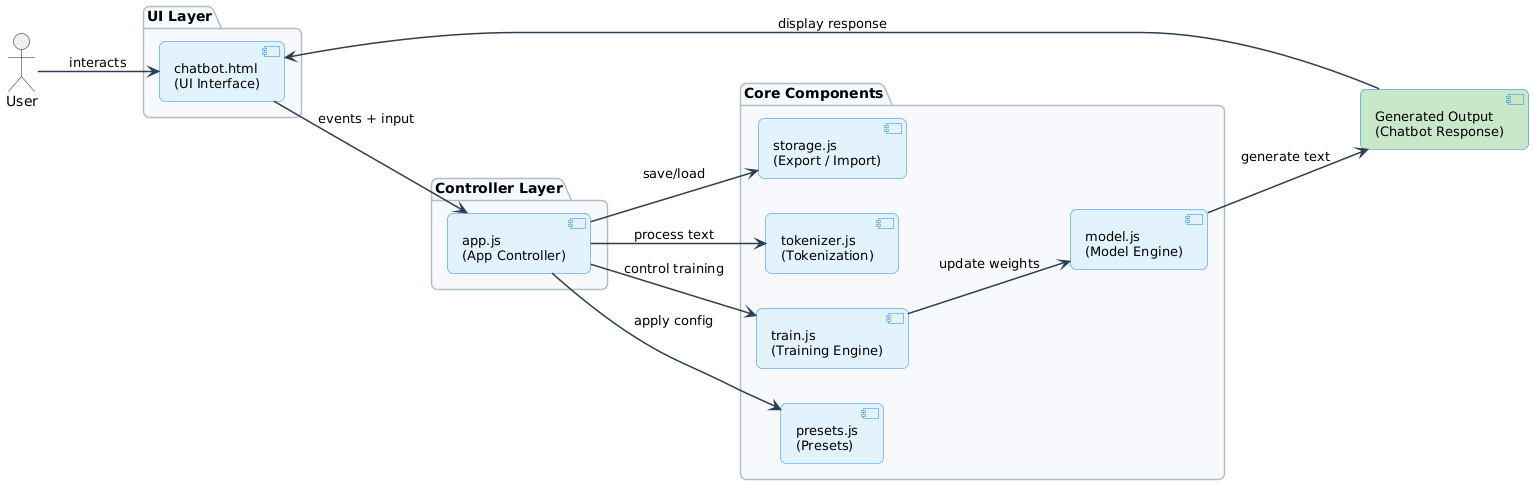 UI Layer
display response
interacts
chatbot.html
(UI Interface)
User
Core Components
events + input
Generated Output
(Chatbot Response)
storage.js
(Export / Import)
generate text
save/load
Controller Layer
app.js
(App Controller)
process text
tokenizer.js
(Tokenization)
model.js
(Model Engine)
control training
update weights
apply config
train.js
(Training Engine)
presets.js
(Presets)